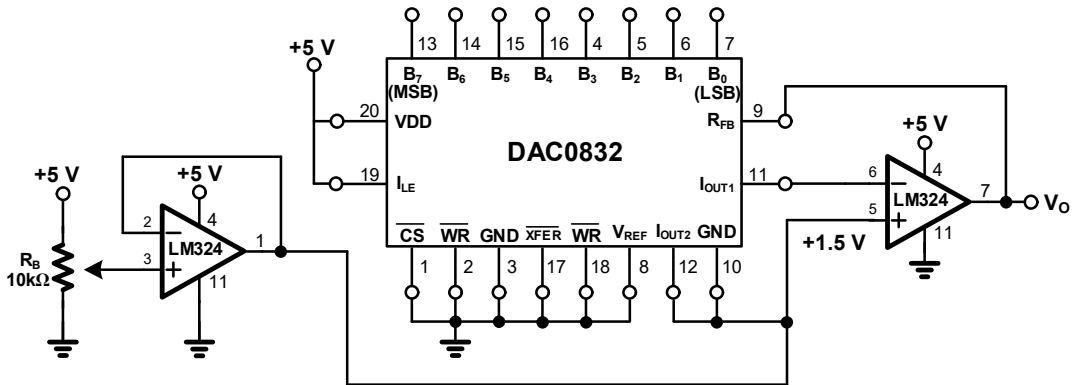 13 14 15 16 4 5 6 7
+5 V
B7 B6 B5 B4 B3 B2 B1 B0
(MSB) (LSB)
20 VDD
RFB 9
DAC0832
19 ILE
IOUT1 11
CS WR GND XFER WR VREF IOUT2 GND
1 2 3 17 18 8 12 10
+5 V
RB
10kΩ
+5 V
4
2
LM324
1
3
11
+5 V
4
6
LM324
7
VO
5
+1.5 V
11